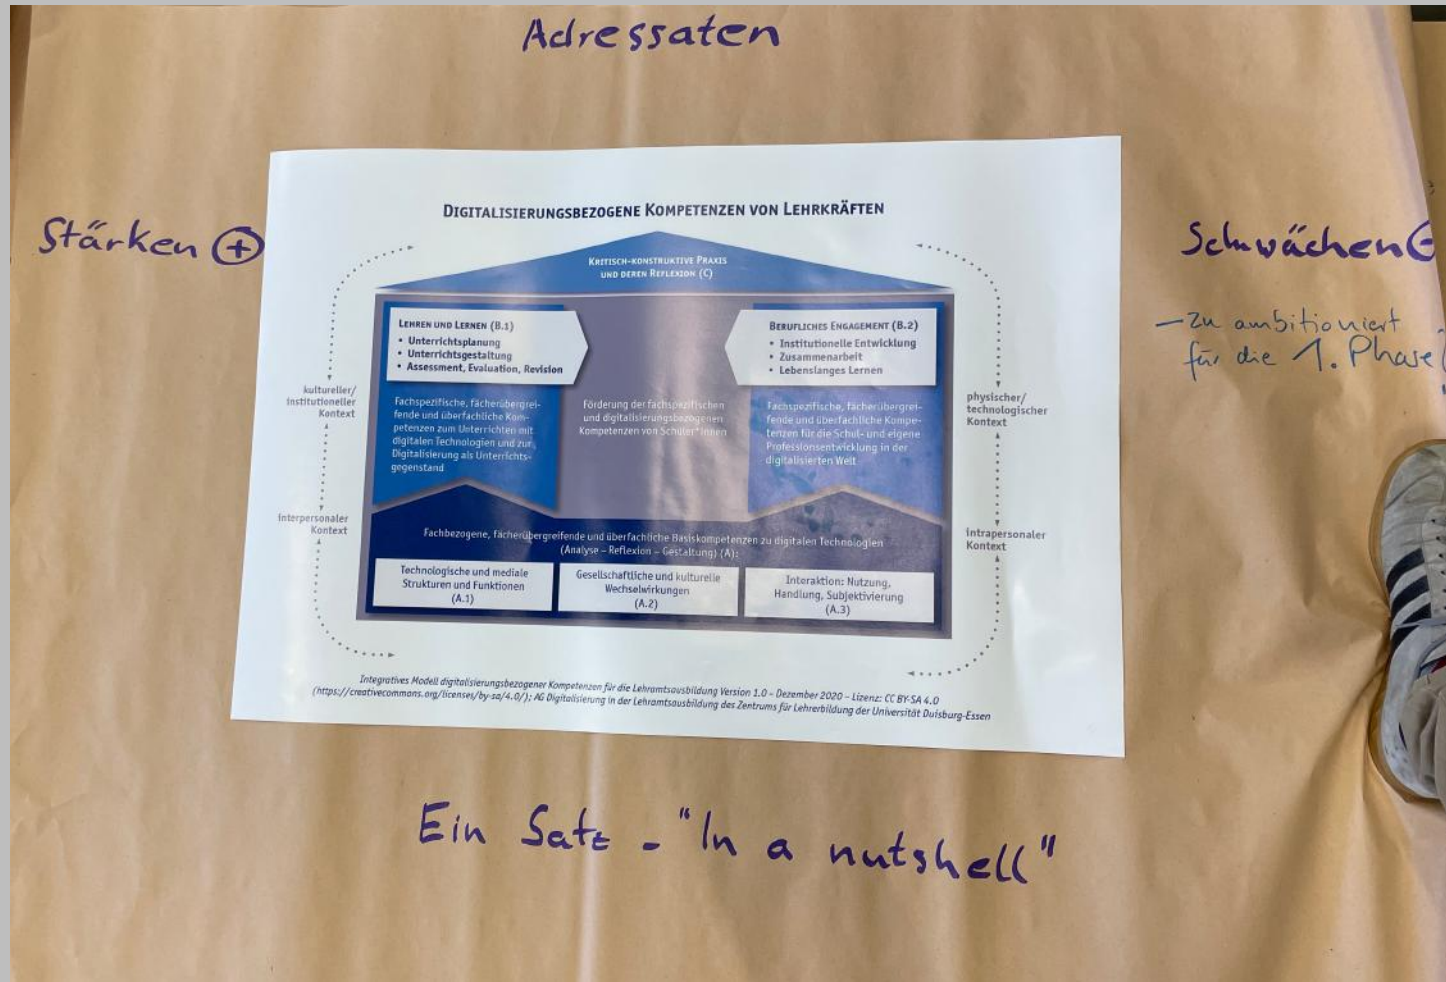 Adressaten
Stärken +
Schwächen -
- zu ambitioniert
für die 1. Phase
DIGITALISIERUNGSBEZOGENE KOMPETENZEN VON LEHRKRÄFTEN
KRITISCH-KONSTRUKTIVE PRAXIS
UND DEREN REFLEXION (C)
LEHREN UND LERNEN (B.1)
• Unterrichtsplanung
• Unterrichtsgestaltung
• Assessment, Evaluation, Revision
BERUFLICHES ENGAGEMENT (B.2)
• Institutionelle Entwicklung
• Zusammenarbeit
• Lebenslanges Lernen
kultureller/
institutioneller
Kontext
Fachspezifische, fächerübergrei-
fende und überfachliche Kom-
petenzen zum Unterrichten mit
digitalen Technologien und zur
Digitalisierung als Unterrichts-
gegenstand
Förderung der fachspezifischen
und digitalisierungsbezogenen
Kompetenzen von Schüler*innen
Fachspezifische, fächerübergrei-
fende und überfachliche Kompe-
tenzen für die Schul- und eigene
Professionsentwicklung in der
digitalisierten Welt
physischer/
technologischer
Kontext
interpersonaler
Kontext
intrapersonaler
Kontext
Fachbezogene, fächerübergreifende und überfachliche Basiskompetenzen zu digitalen Technologien
(Analyse – Reflexion – Gestaltung) (A):
Technologische und mediale
Strukturen und Funktionen
(A.1)
Gesellschaftliche und kulturelle
Wechselwirkungen
(A.2)
Interaktion: Nutzung,
Handlung, Subjektivierung
(A.3)
Integratives Modell digitalisierungsbezogener Kompetenzen für die Lehramtsausbildung Version 1.0 – Dezember 2020 – Lizenz: CC BY-SA 4.0
(https://creativecommons.org/licenses/by-sa/4.0/); AG Digitalisierung in der Lehramtsausbildung des Zentrums für Lehrerbildung der Universität Duisburg-Essen
Ein Satz - "In a nutshell"